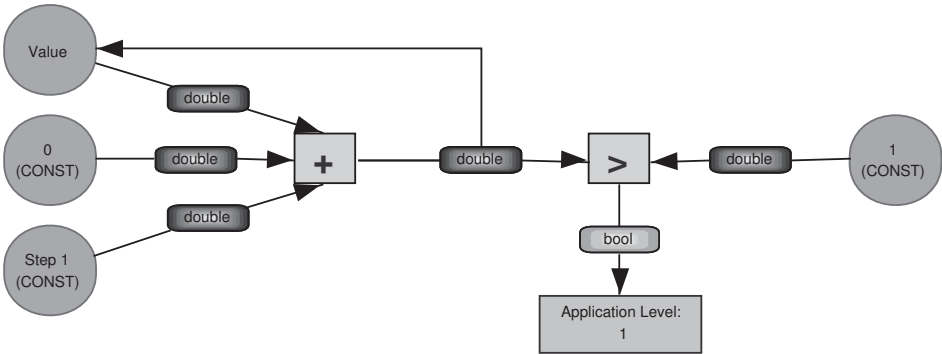 Value
double
0
(CONST)
double
+
double
>
double
1
(CONST)
double
Step 1
(CONST)
bool
Application Level:
1